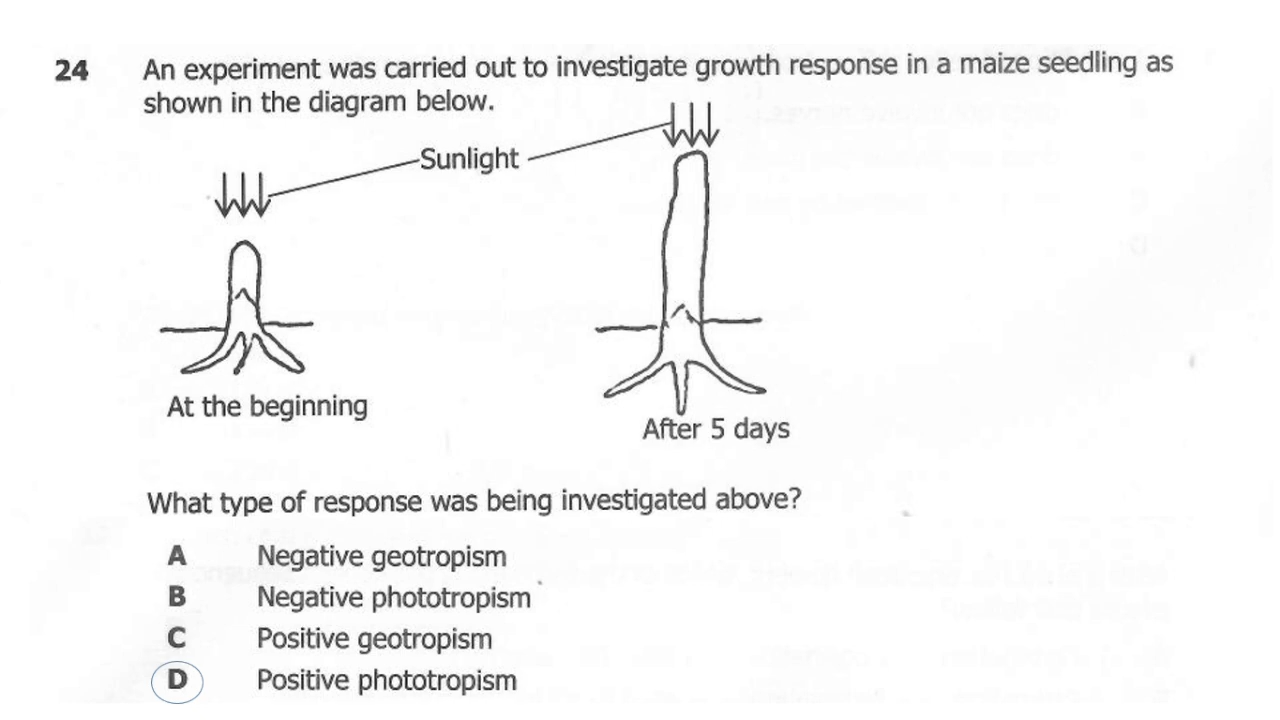 24 An experiment was carried out to investigate growth response in a maize seedling as
shown in the diagram below.
Sunlight
At the beginning
After 5 days
What type of response was being investigated above?
A Negative geotropism
B Negative phototropism
C Positive geotropism
D Positive phototropism